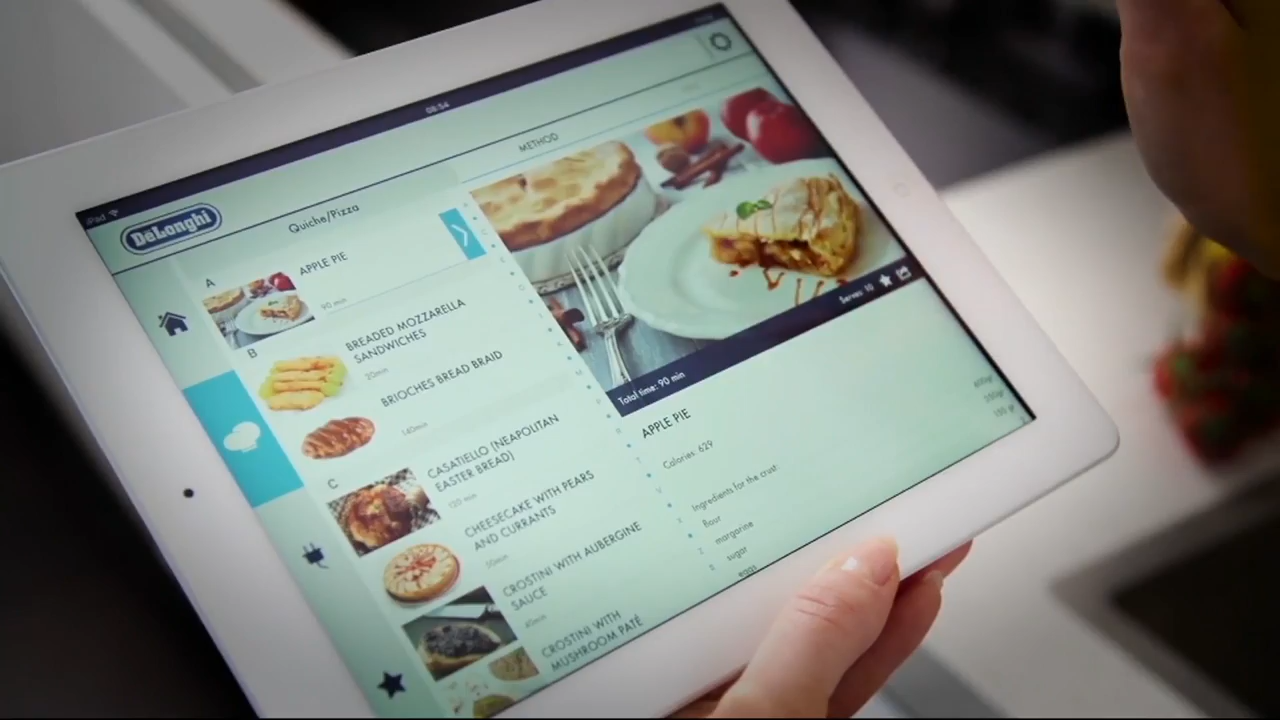 iPad
08:54
DeLonghi
Quiche/Pizza
METHOD
A
APPLE PIE
90 min
B
BREADED MOZZARELLA
SANDWICHES
20min
BRIOCHES BREAD BRAID
140min
C
CASATIELLO (NEAPOLITAN
EASTER BREAD)
120 min
CHEESECAKE WITH PEARS
AND CURRANTS
50min
CROSTINI WITH AUBERGINE
SAUCE
40min
CROSTINI WITH
MUSHROOM PATÉ
Total time: 90 min
Serves: 10
APPLE PIE
Calories: 629
Ingredients for the crust:
flour
margarine
sugar
eggs